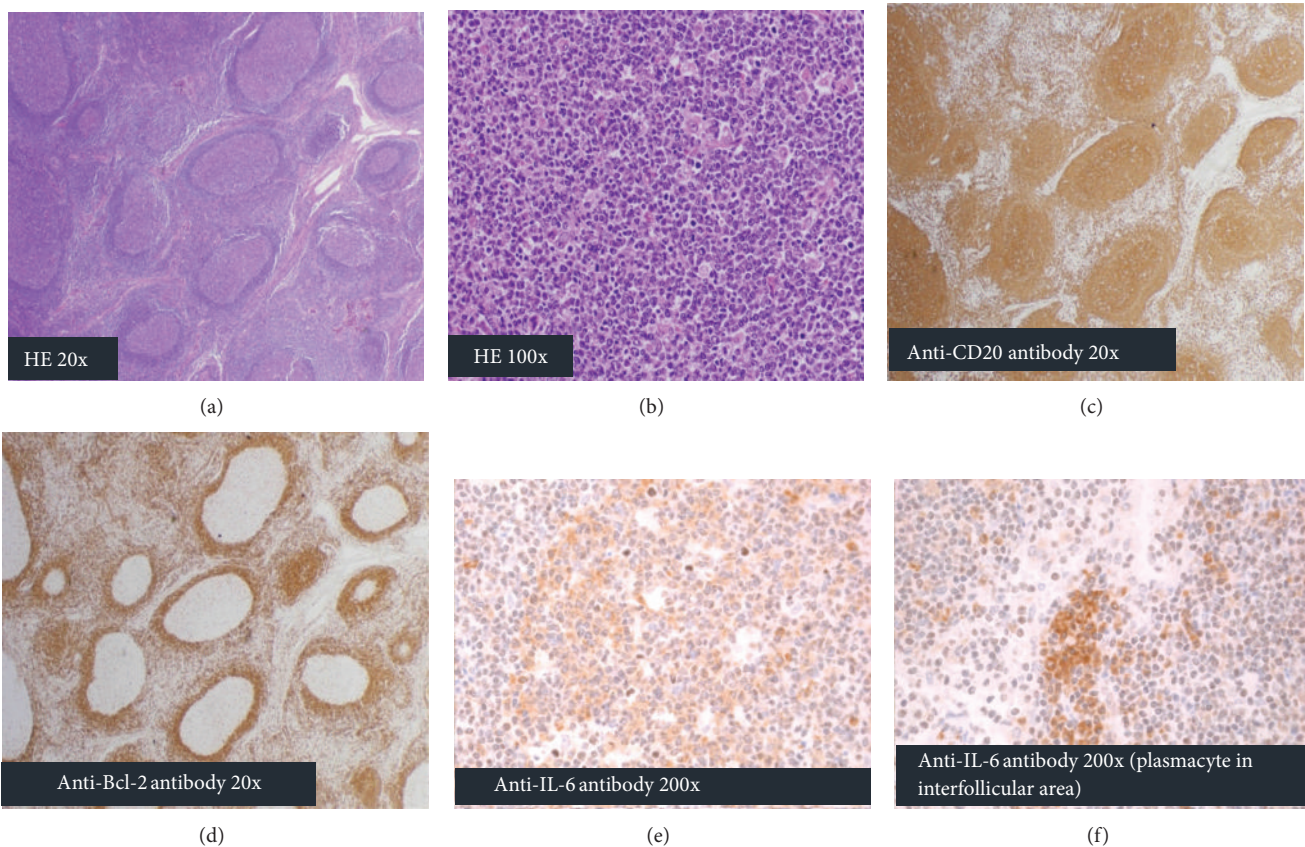 HE 20x
HE 100x
Anti-CD20 antibody 20x
(a)
(b)
(c)
Anti-Bcl-2 antibody 20x
Anti-IL-6 antibody 200x
Anti-IL-6 antibody 200x (plasmacyte in
interfollicular area)
(d)
(e)
(f)